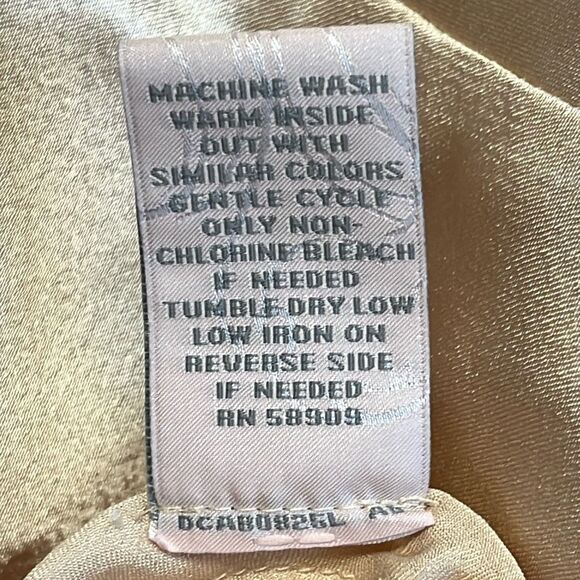 MACHINE WASH
WARM INSIDE
OUT WITH
SIMILAR COLORS
GENTLE CYCLE
ONLY NON-
CHLORINE BLEACH
IF NEEDED
TUMBLE DRY LOW
LOW IRON ON
REVERSE SIDE
IF NEEDED
RN 58909